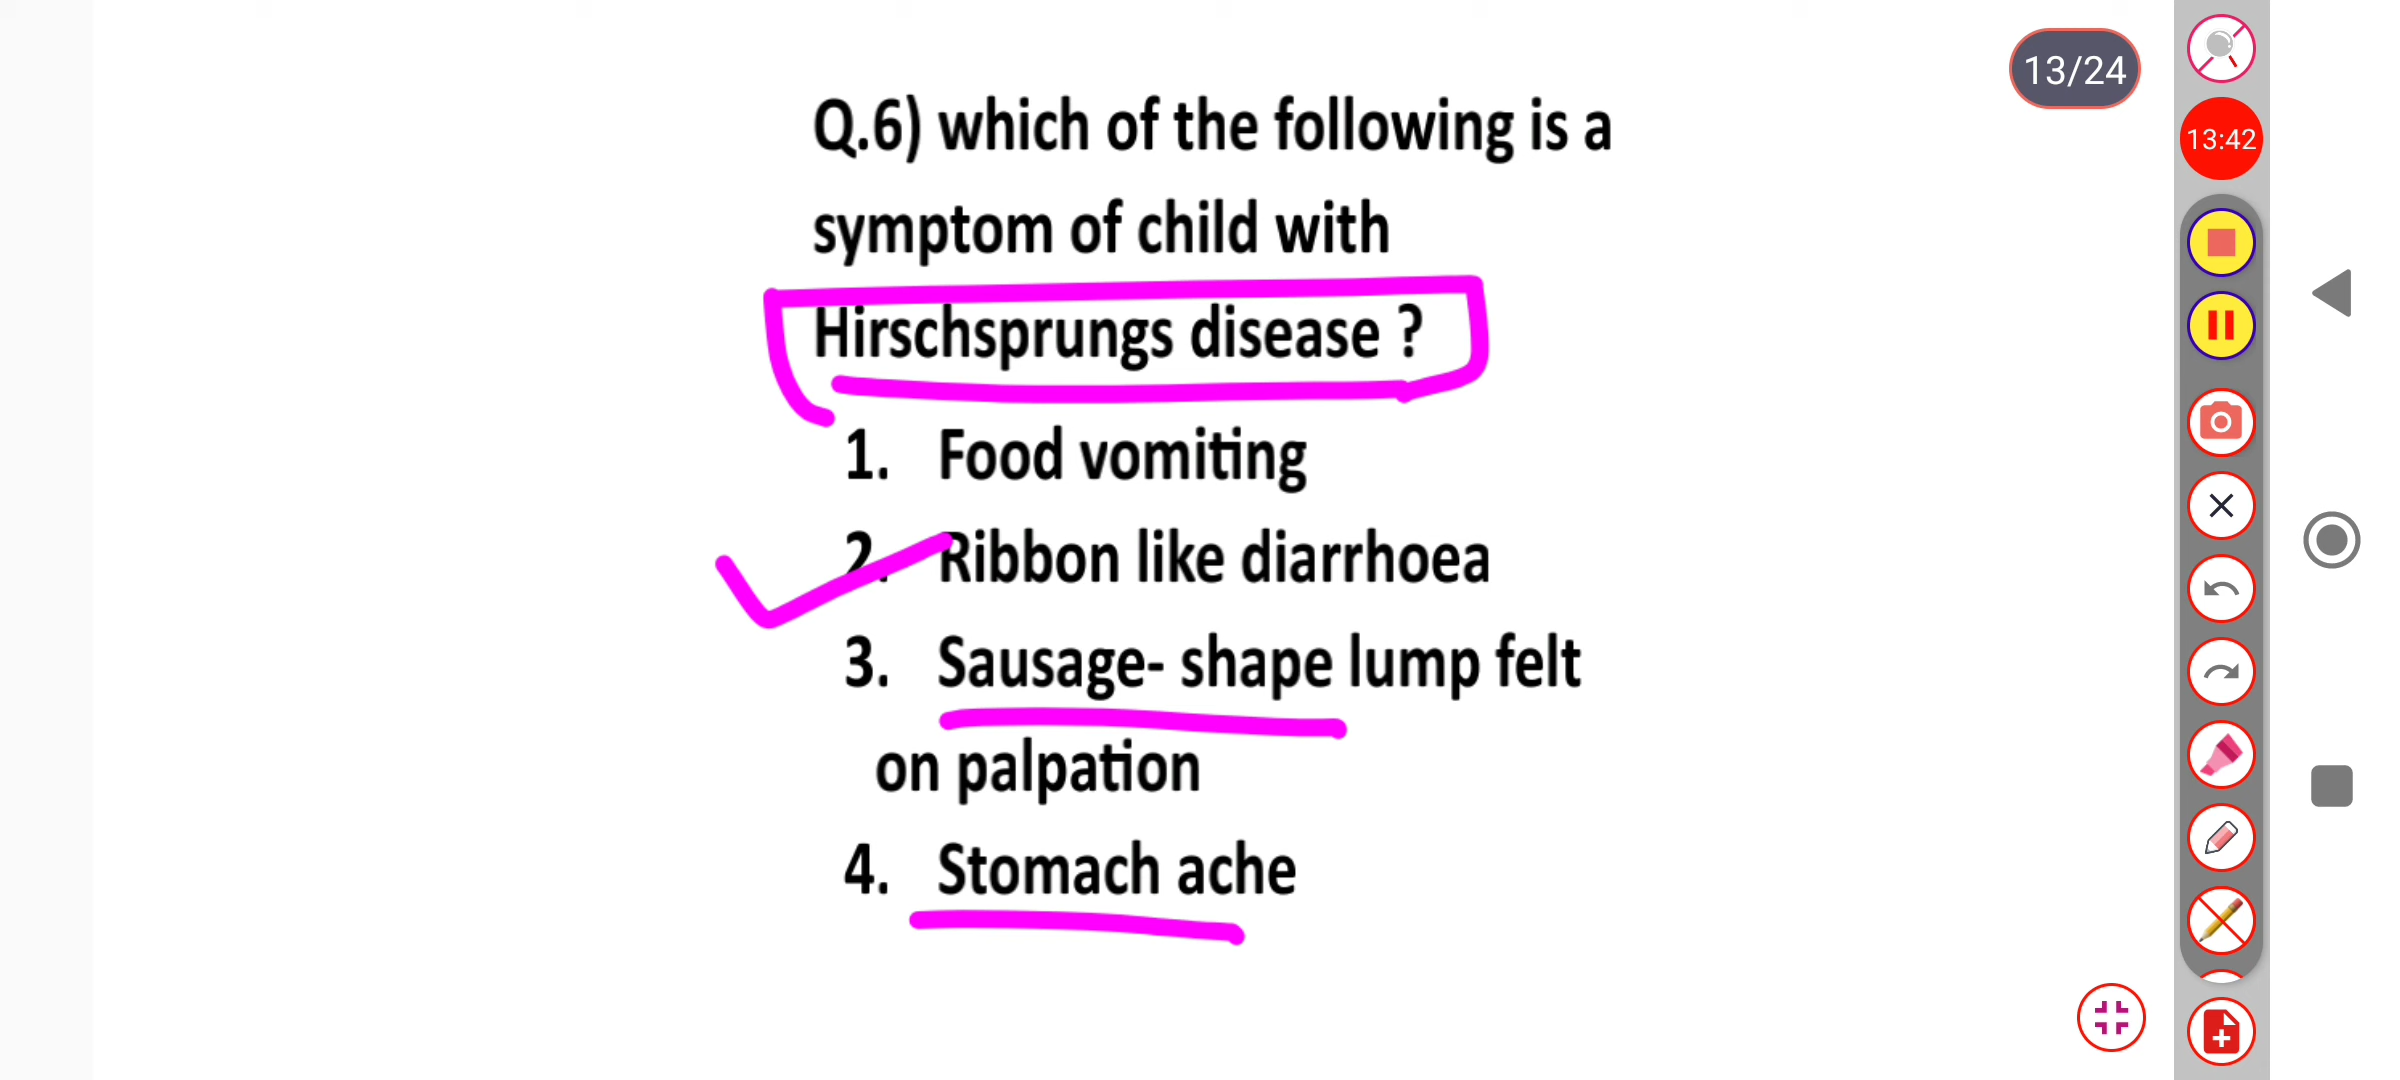 13/24
13:42
Q.6) which of the following is a
symptom of child with
Hirschsprungs disease ?
1. Food vomiting
2. Ribbon like diarrhoea
3. Sausage- shape lump felt
on palpation
4. Stomach ache